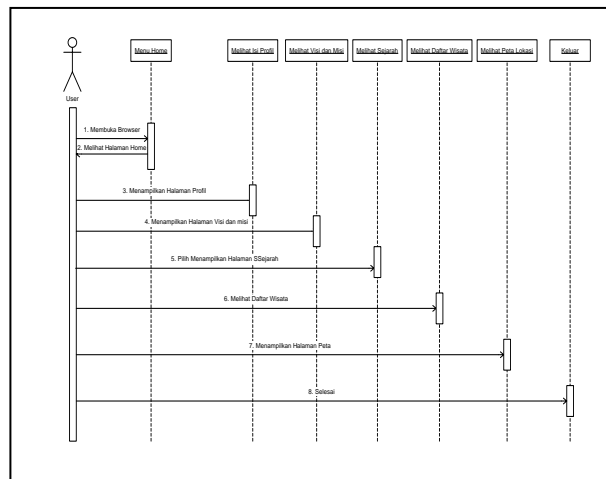 Menu Home
Melihat Isi Profil
Melihat Visi dan Misi
Melihat Sejarah
Melihat Daftar Wisata
Melihat Peta Lokasi
Keluar
User
1. Membuka Browser
2. Melihat Halaman Home
3. Menampilkan Halaman Profil
4. Menampilkan Halaman Visi dan misi
5. Pilih Menampilkan Halaman SSejarah
6. Melihat Daftar Wisata
7. Menampilkan Halaman Peta
8. Selesai